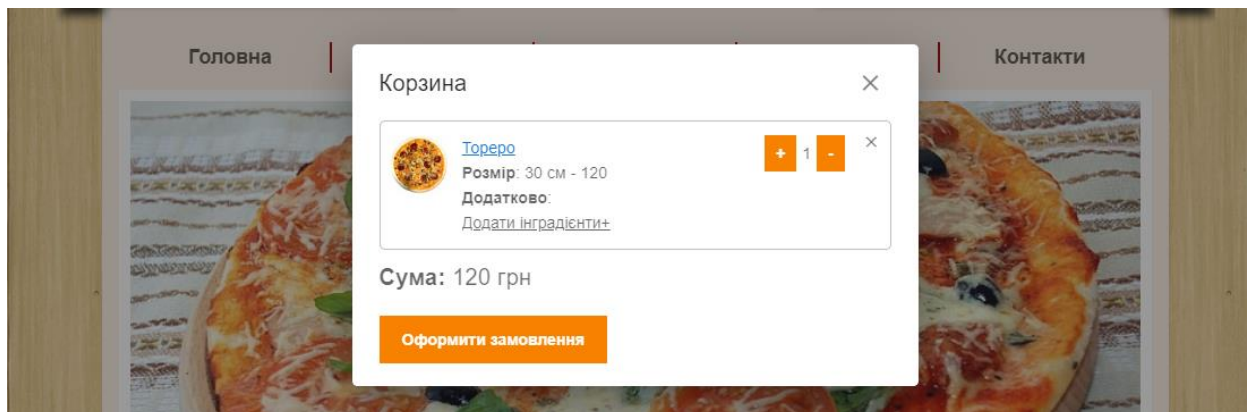 Головна
Контакти
Корзина
Тореро
+ 1 -
Розмір: 30 см - 120
Додатково:
Додати інградієнти+
Сума: 120 грн
Оформити замовлення